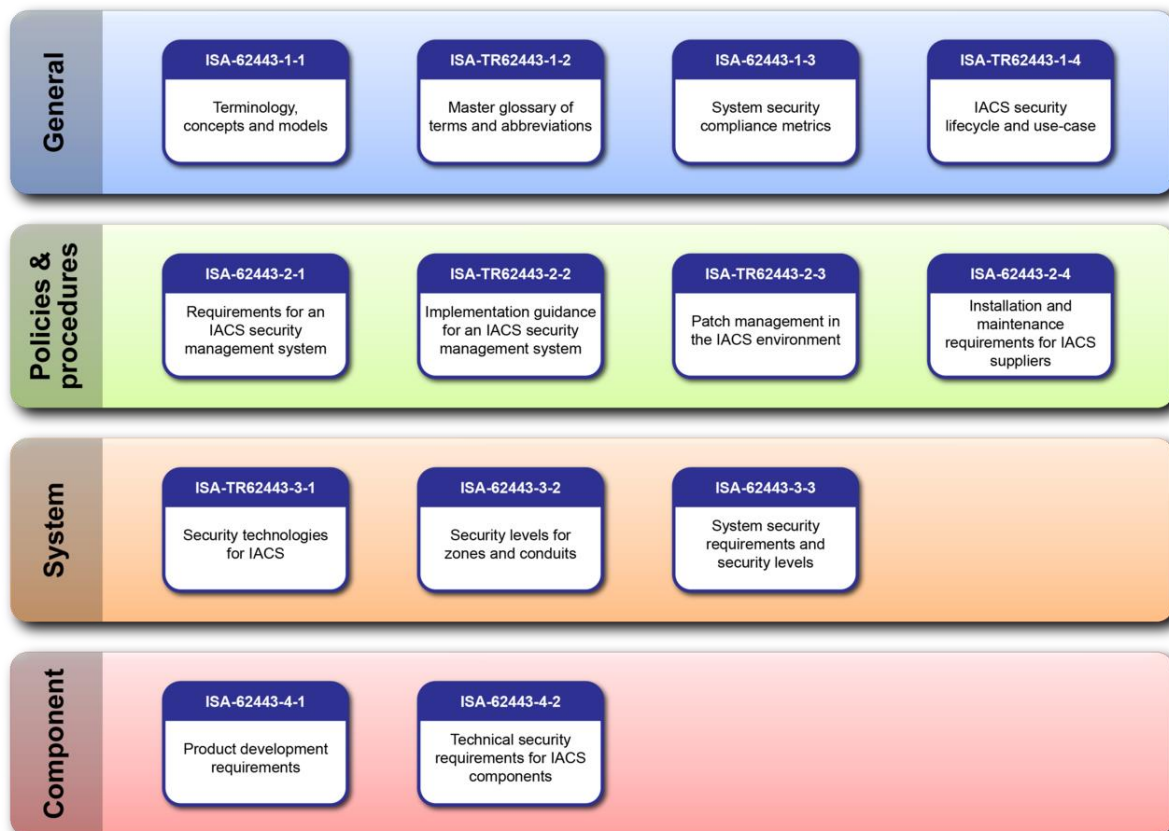 General
ISA-62443-1-1
Terminology,
concepts and models
ISA-TR62443-1-2
Master glossary of
terms and abbreviations
ISA-62443-1-3
System security
compliance metrics
ISA-TR62443-1-4
IACS security
lifecycle and use-case
Policies &
procedures
ISA-62443-2-1
Requirements for an
IACS security
management system
ISA-TR62443-2-2
Implementation guidance
for an IACS security
management system
ISA-TR62443-2-3
Patch management in
the IACS environment
ISA-62443-2-4
Installation and
maintenance
requirements for IACS
suppliers
System
ISA-TR62443-3-1
Security technologies
for IACS
ISA-62443-3-2
Security levels for
zones and conduits
ISA-62443-3-3
System security
requirements and
security levels
Component
ISA-62443-4-1
Product development
requirements
ISA-62443-4-2
Technical security
requirements for IACS
components